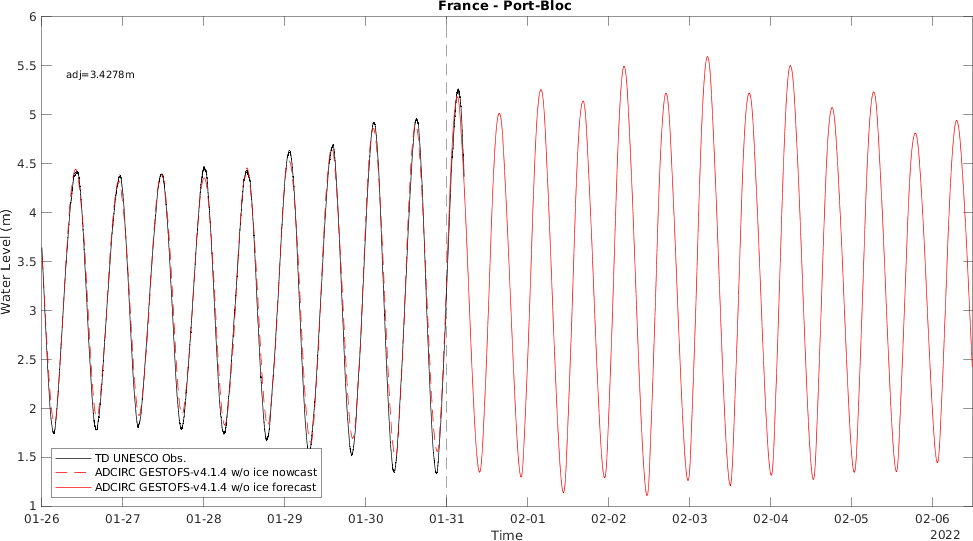 France - Port-Bloc
6
5.5
5
4.5
4
3.5
3
2.5
2
1.5
1
Water Level (m)
adj=3.4278m
TD UNESCO Obs.
ADCIRC GESTOFS-v4.1.4 w/o ice nowcast
ADCIRC GESTOFS-v4.1.4 w/o ice forecast
01-26 01-27 01-28 01-29 01-30 01-31 02-01 02-02 02-03 02-04 02-05 02-06
Time
2022